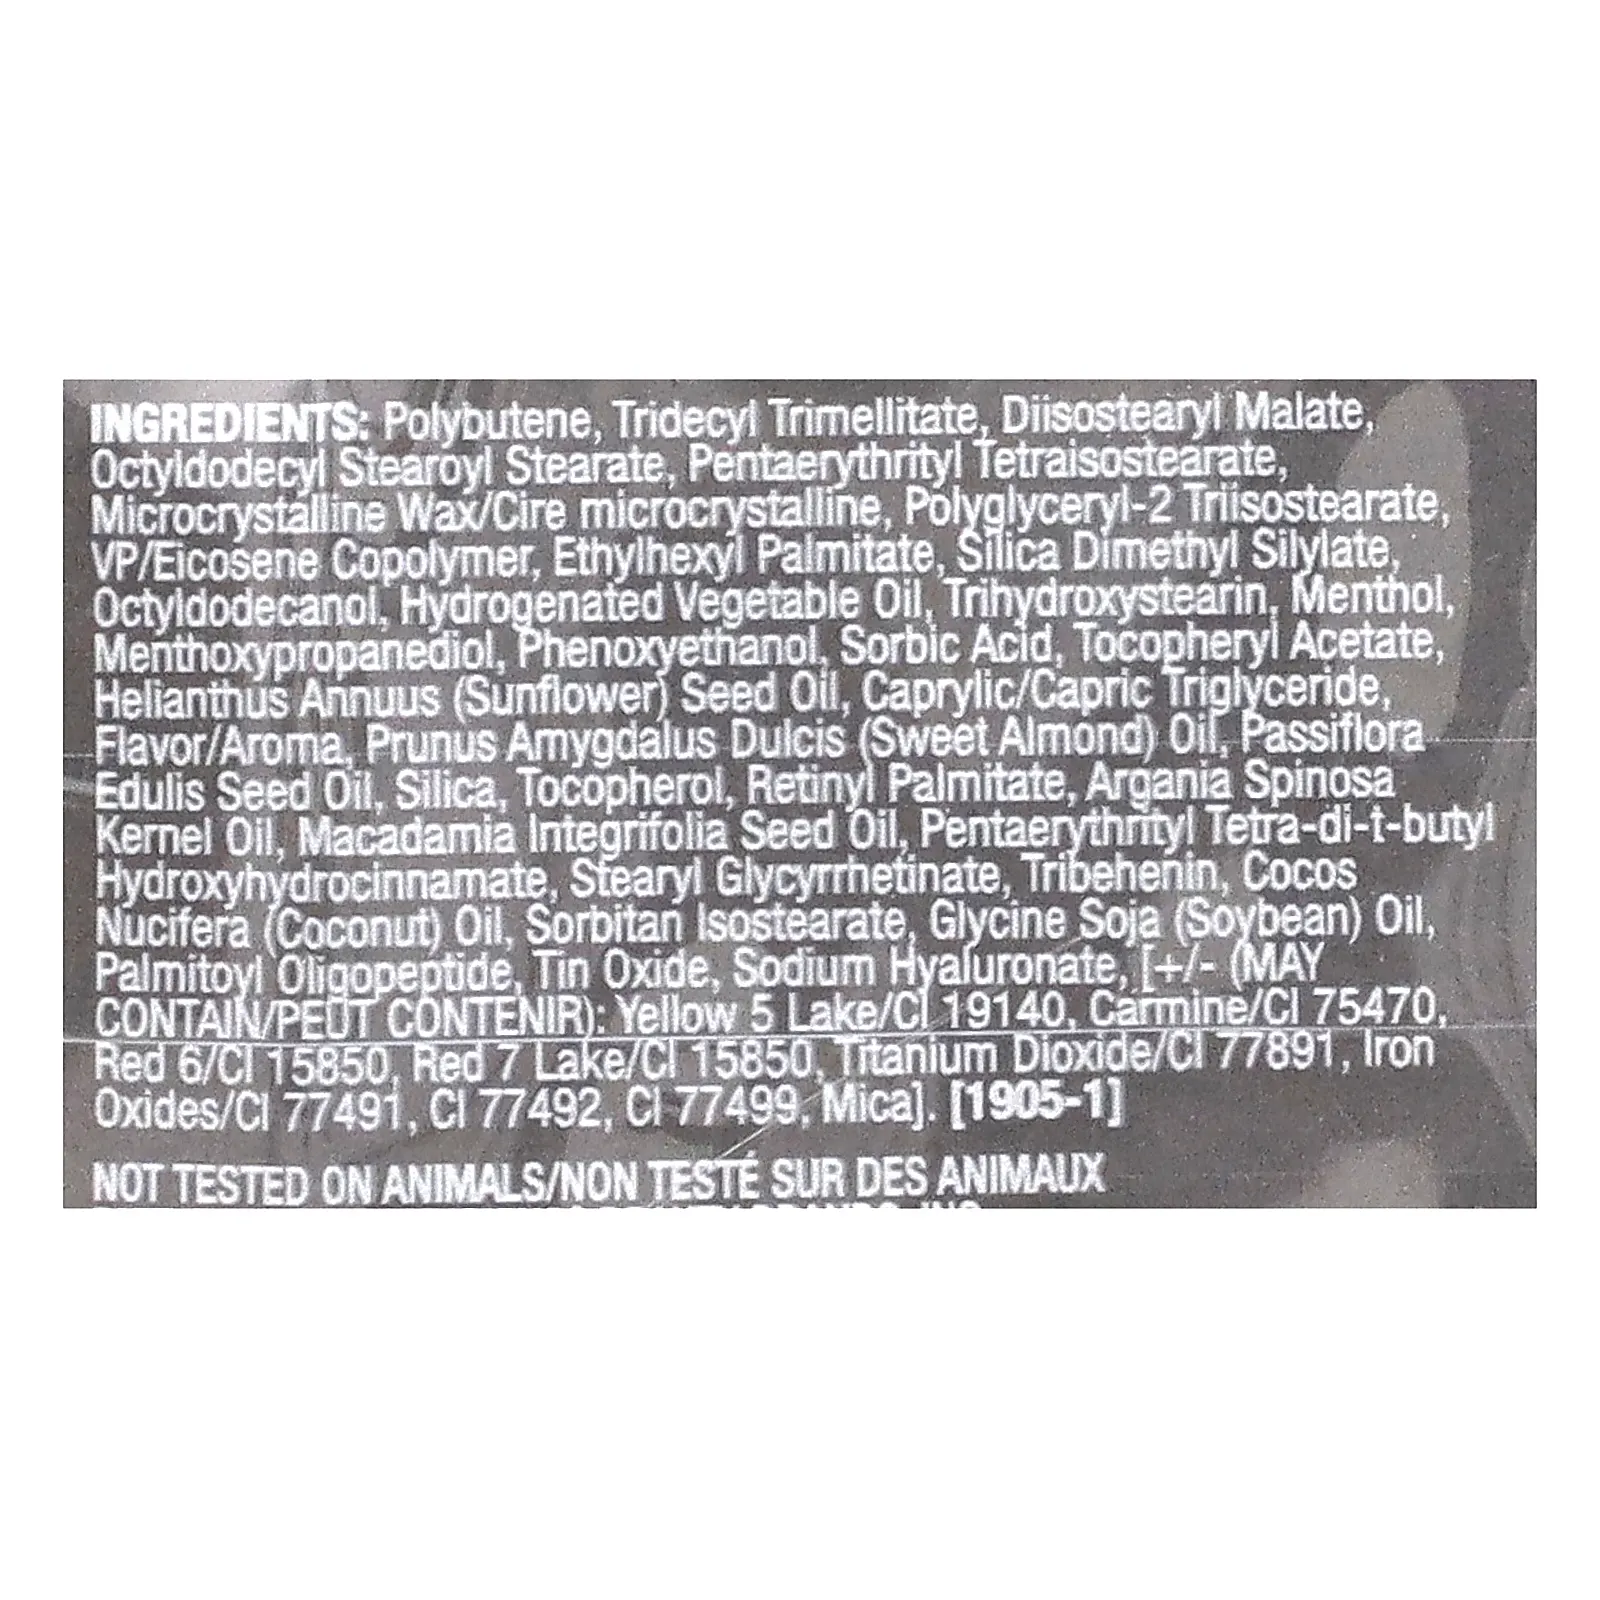 INGREDIENTS: Polybutene, Tridecyl Trimellitate, Diisostearyl Malate,
Octyldodecyl Stearoyl Stearate, Pentaerythrityl Tetraisostearate,
Microcrystalline Wax/Cire microcrystalline, Polyglyceryl-2 Triisostearate,
VP/Eicosene Copolymer, Ethylhexyl Palmitate, Silica Dimethyl Silylate,
Octyldodecanol, Hydrogenated Vegetable Oil, Trihydroxystearin, Menthol,
Menthoxypropanediol, Phenoxyethanol, Sorbic Acid, Tocopheryl Acetate,
Helianthus Annuus (Sunflower) Seed Oil, Caprylic/Capric Triglyceride,
Flavor/Aroma, Prunus Amygdalus Dulcis (Sweet Almond) Oil, Passiflora
Edulis Seed Oil, Silica, Tocopherol, Retinyl Palmitate, Argania Spinosa
Kernel Oil, Macadamia Integrifolia Seed Oil, Pentaerythrityl Tetra-di-t-butyl
Hydroxyhydrocinnamate, Stearyl Glycyrrhetinate, Tribehenin, Cocos
Nucifera (Coconut) Oil, Sorbitan Isostearate, Glycine Soja (Soybean) Oil,
Palmitoyl Oligopeptide, Tin Oxide, Sodium Hyaluronate, [+/- (MAY
CONTAIN/PEUT CONTENIR): Yellow 5 Lake/CI 19140, Carmine/CI 75470,
Red 6/CI 15850, Red 7 Lake/CI 15850, Titanium Dioxide/CI 77891, Iron
Oxides/CI 77491, CI 77492, CI 77499, Mica]. [1905-1]
NOT TESTED ON ANIMALS/NON TESTÉ SUR DES ANIMAUX